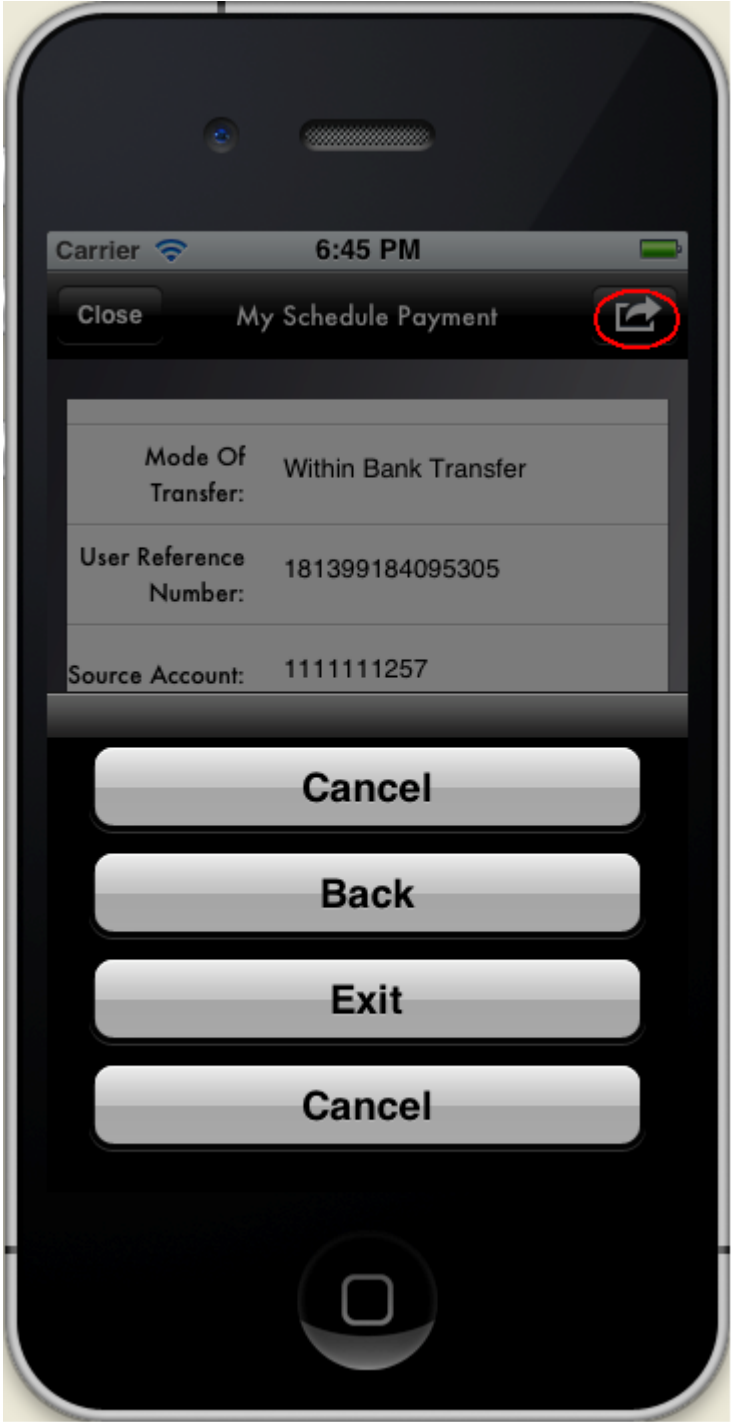 Carrier 6:45 PM
Close My Schedule Payment
Mode Of
Transfer:
Within Bank Transfer
User Reference
Number:
181399184095305
Source Account: 1111111257
Cancel
Back
Exit
Cancel